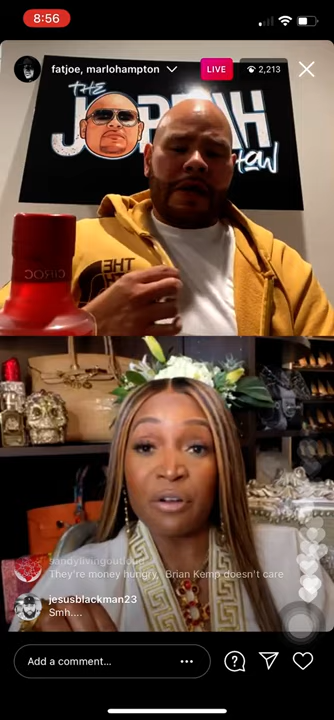 8:56
fatjoe, marlohampton
LIVE
2,213
THE
SHOW
CIROC
THE
sandylivingoutloud
They're money hungry, Brian Kemp doesn't care
jesusblackman23
Smh....
Add a comment...